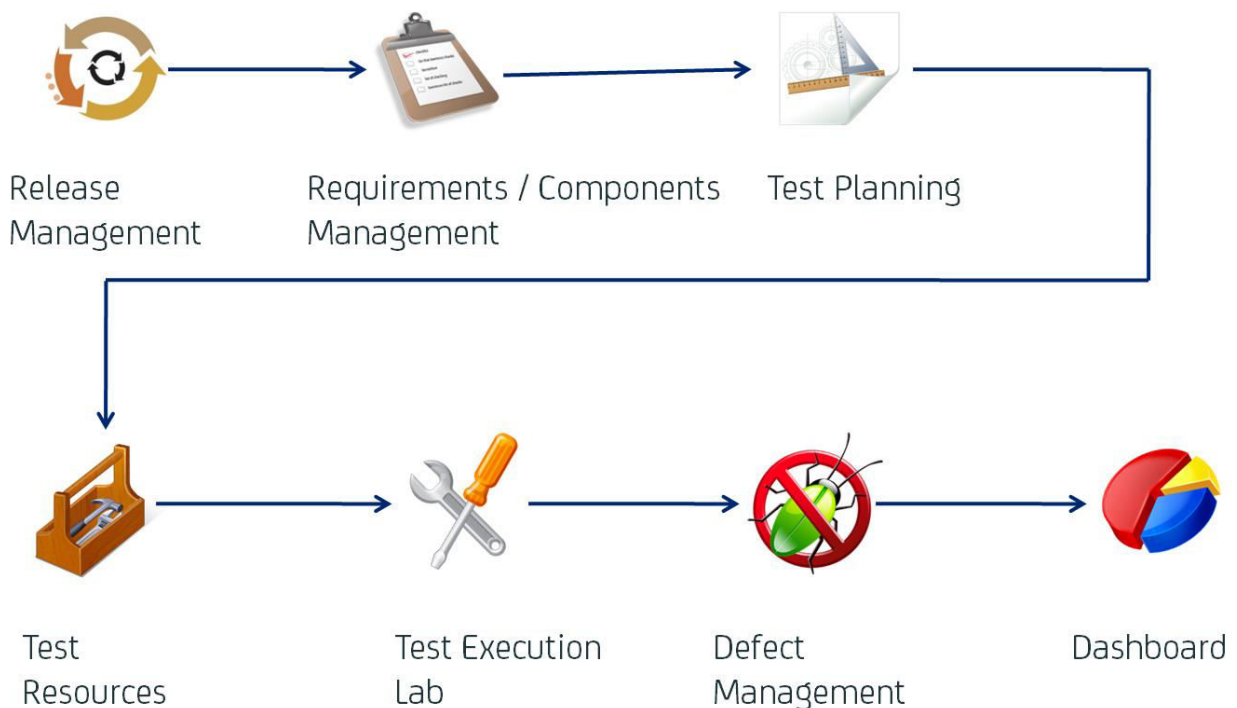 Release
Management
Requirements / Components
Management
Test Planning
Test
Resources
Test Execution
Lab
Defect
Management
Dashboard